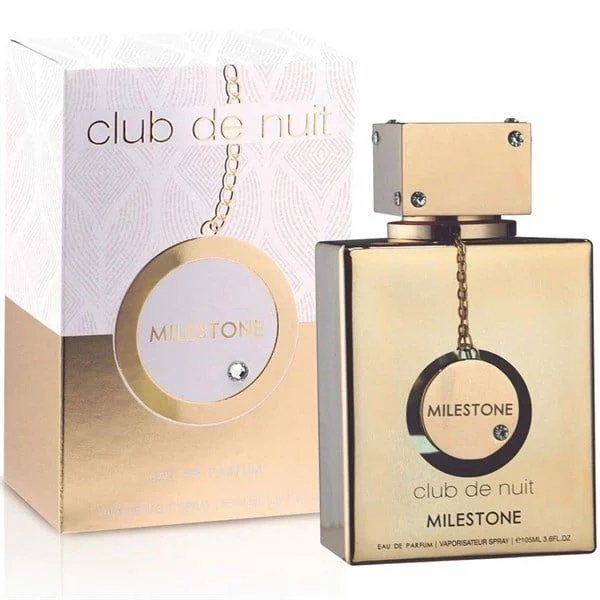 club de nuit
MILESTONE
EAU DE PARFUM
MILESTONE
club de nuit
MILESTONE
EAU DE PARFUM | VAPORISATEUR SPRAY | ℮105ML 3.6FL.OZ